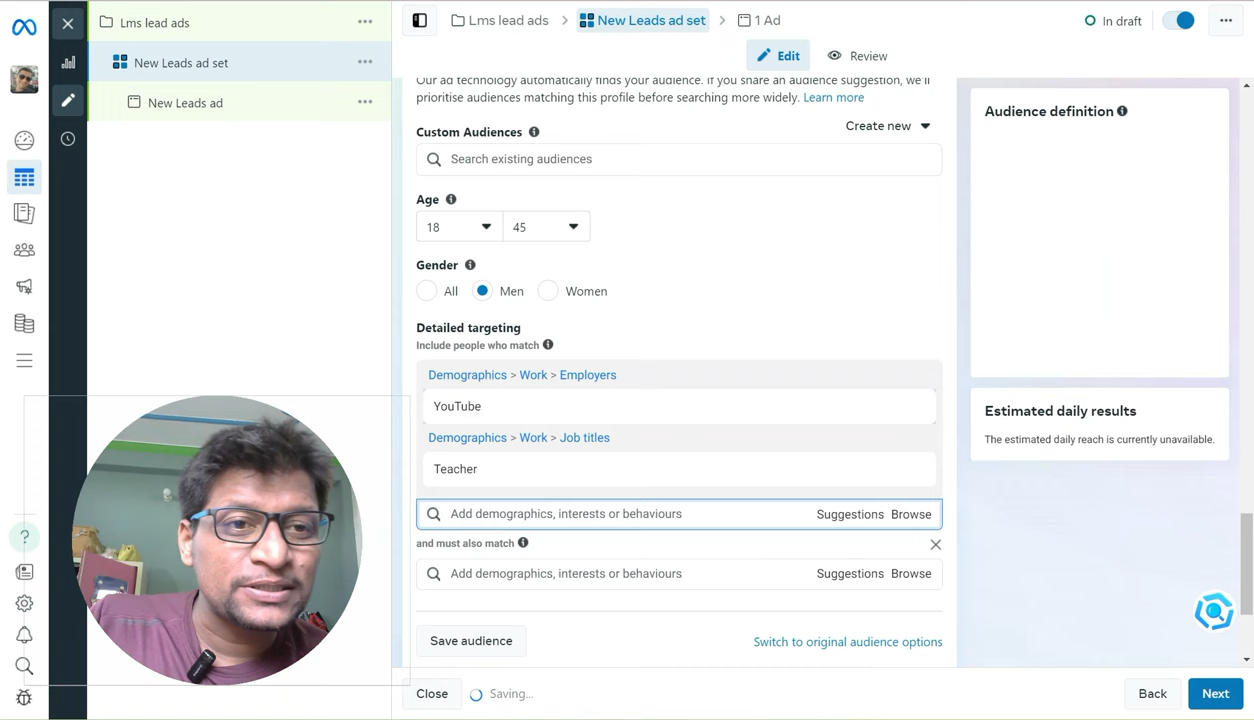 Lms lead ads
New Leads ad set
New Leads ad
Lms lead ads
New Leads ad set
1 Ad
In draft
Edit
Review
Our ad technology automatically finds your audience. If you share an audience suggestion, we'll
prioritise audiences matching this profile before searching more widely. Learn more
Custom Audiences
Create new
Search existing audiences
Age
18
45
Gender
All
Men
Women
Detailed targeting
Include people who match
Demographics > Work > Employers
YouTube
Demographics > Work > Job titles
Teacher
Add demographics, interests or behaviours
Suggestions
Browse
and must also match
Add demographics, interests or behaviours
Suggestions
Browse
Save audience
Switch to original audience options
Close
Saving...
Back
Next
Audience definition
Estimated daily results
The estimated daily reach is currently unavailable.